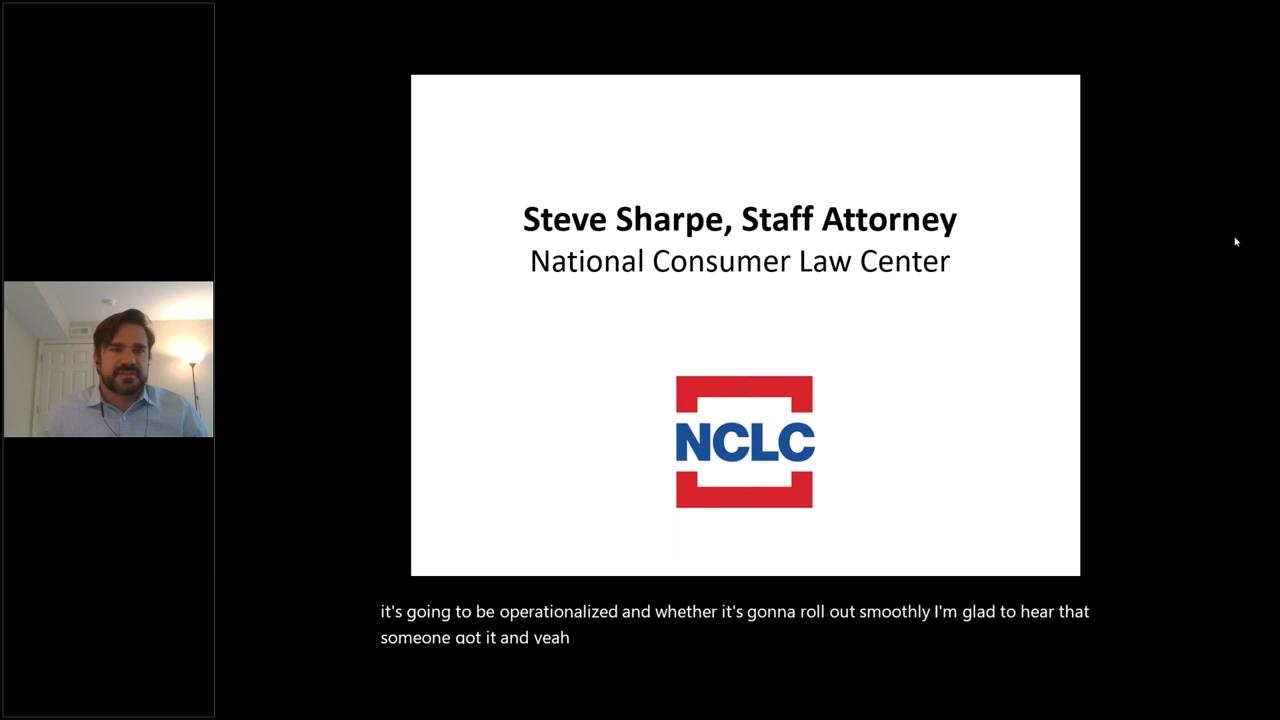 Steve Sharpe, Staff Attorney
National Consumer Law Center
NCLC
it's going to be operationalized and whether it's gonna roll out smoothly I'm glad to hear that
someone got it and yeah